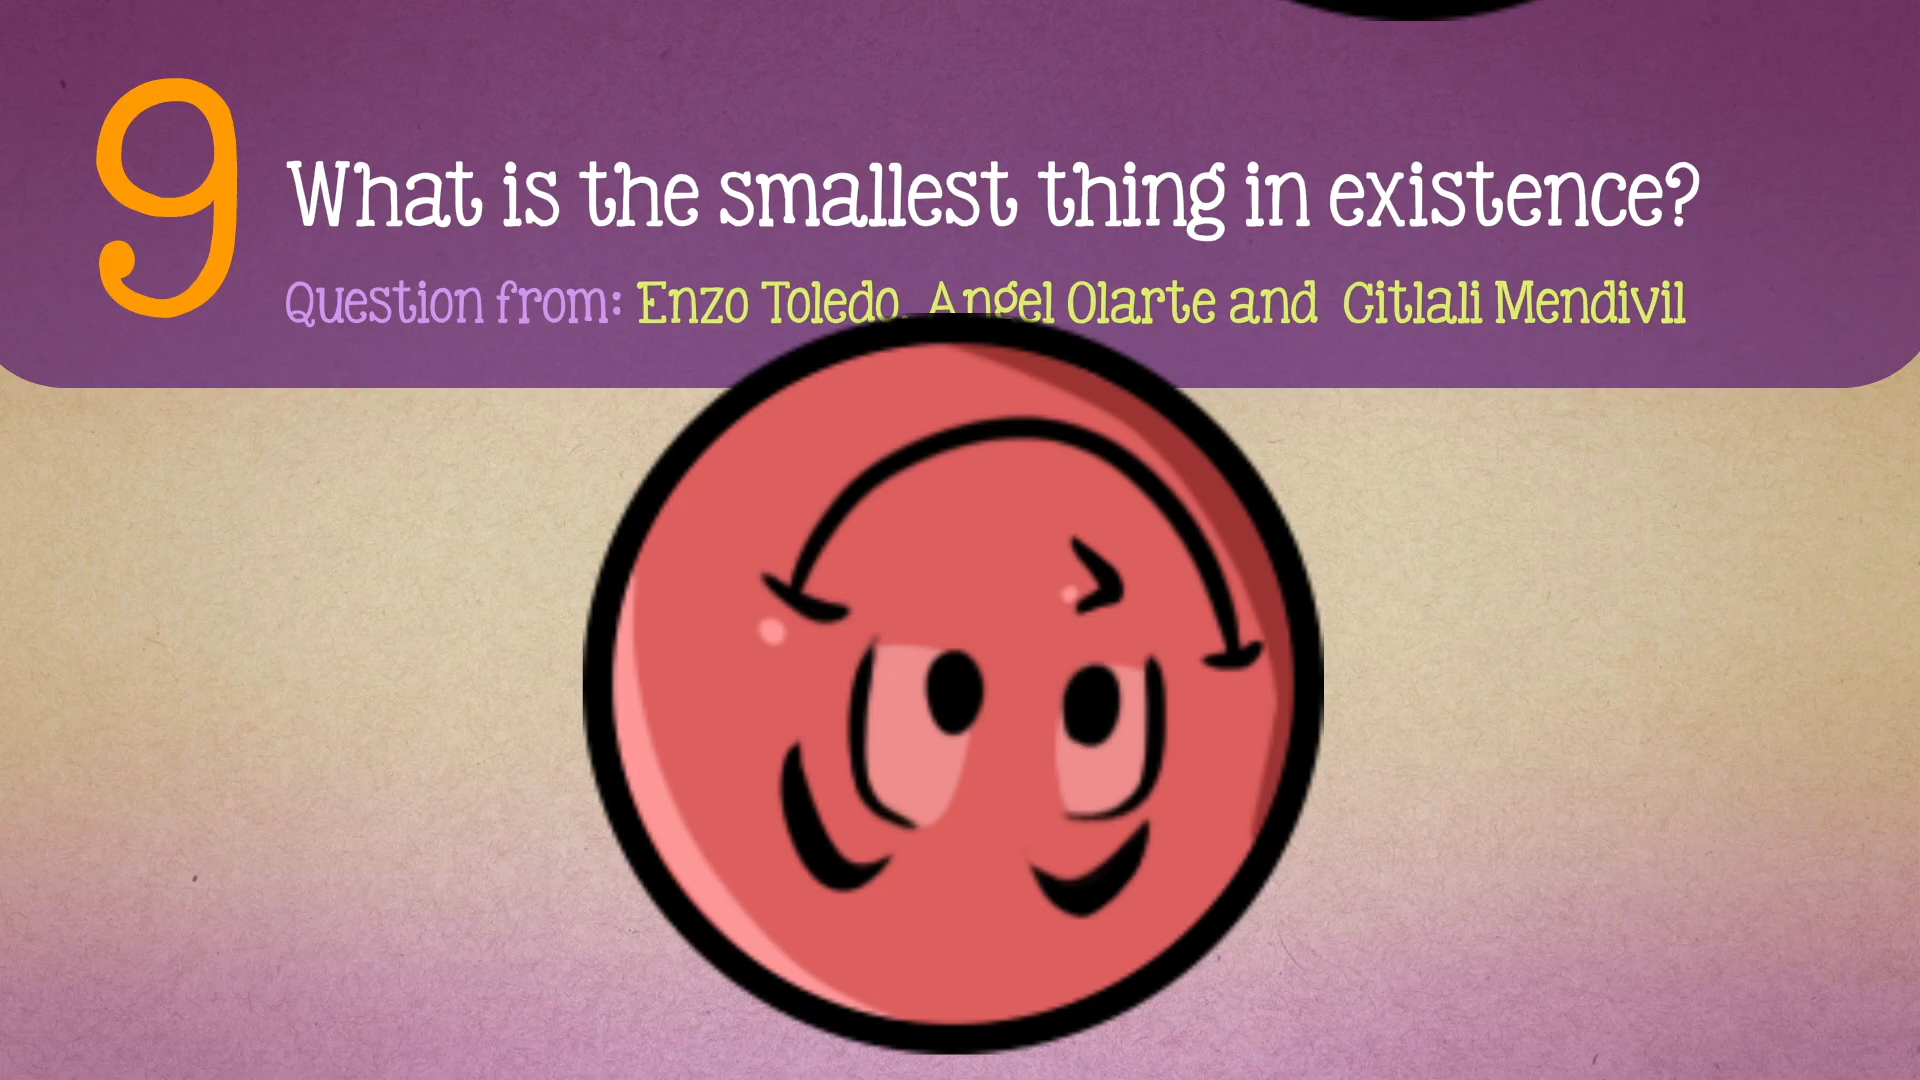 9
What is the smallest thing in existence?
Question from: Enzo Toledo, Angel Olarte and Citlali Mendivil